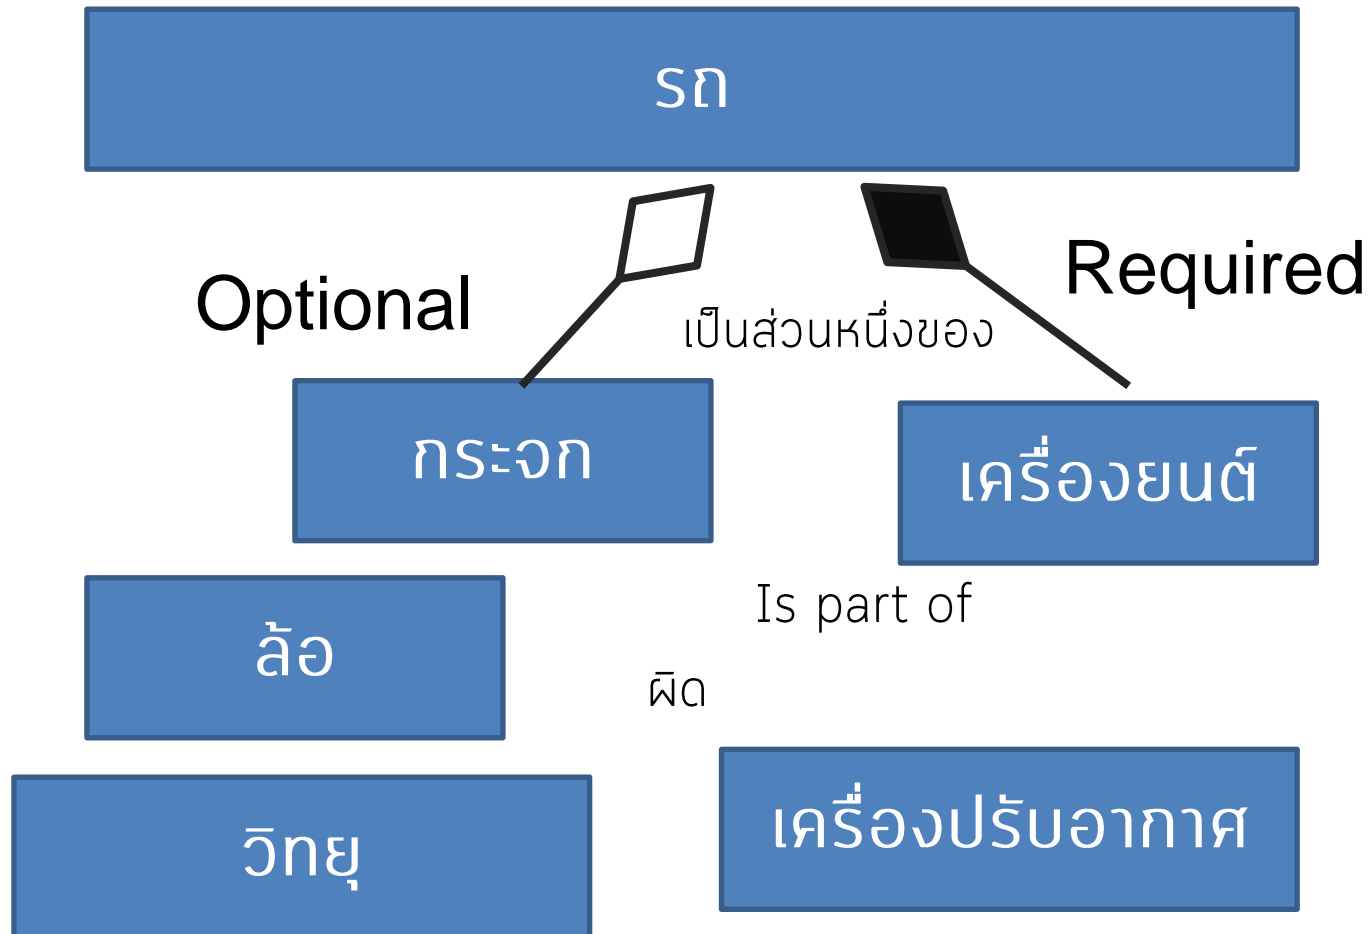 รถ
Optional
Required
เป็นส่วนหนึ่งของ
กระจก
เครื่องยนต์
Is part of
ล้อ
ผิด
เครื่องปรับอากาศ
วิทยุ